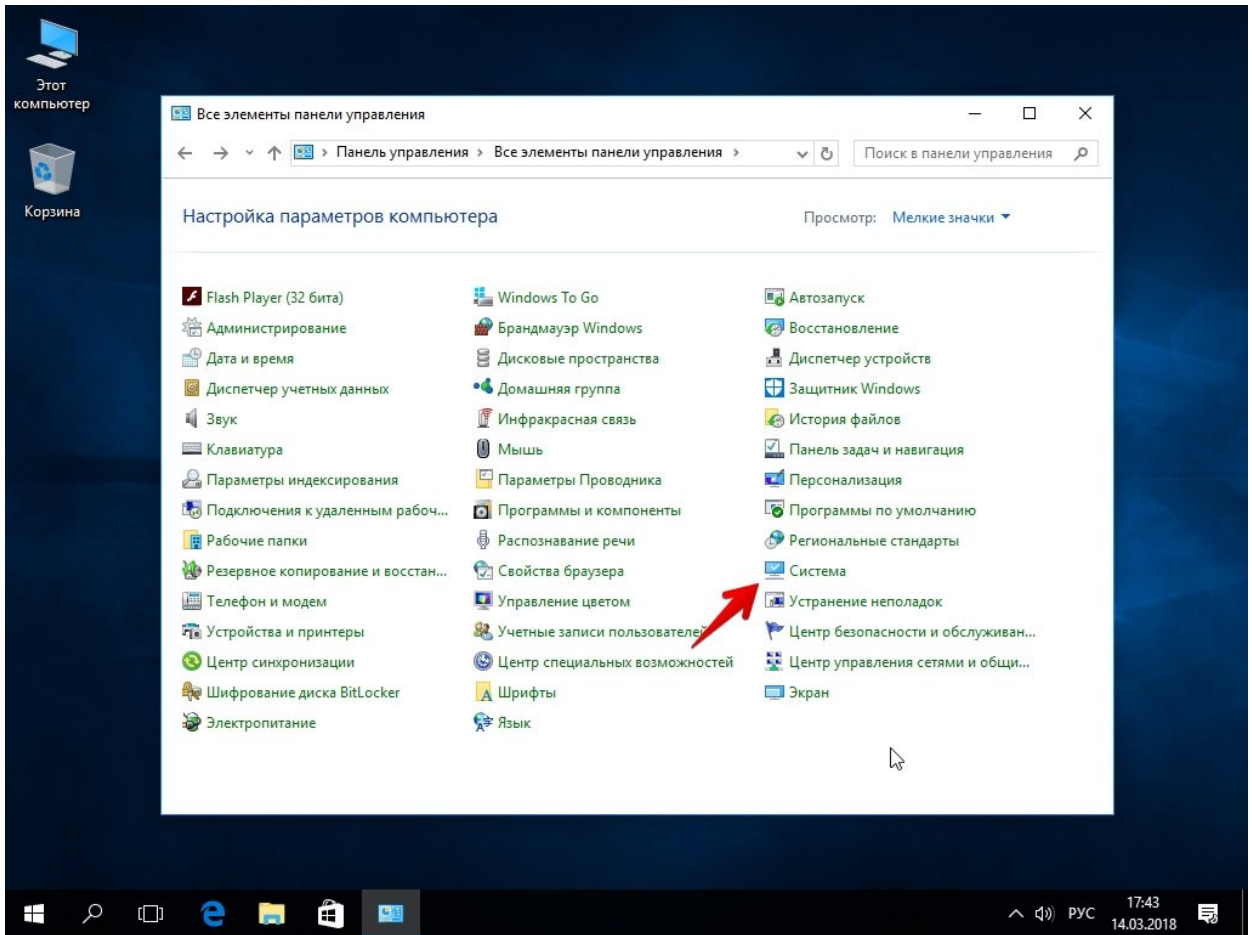 Этот
компьютер
Корзина
Все элементы панели управления
Панель управления > Все элементы панели управления >
Поиск в панели управления
Настройка параметров компьютера
Просмотр: Мелкие значки
Flash Player (32 бита)
Администрирование
Дата и время
Диспетчер учетных данных
Звук
Клавиатура
Параметры индексирования
Подключения к удаленным рабоч...
Рабочие папки
Резервное копирование и восстан...
Телефон и модем
Устройства и принтеры
Центр синхронизации
Шифрование диска BitLocker
Электропитание
Windows To Go
Брандмауэр Windows
Дисковые пространства
Домашняя группа
Инфракрасная связь
Мышь
Параметры Проводника
Программы и компоненты
Распознавание речи
Свойства браузера
Управление цветом
Учетные записи пользователей
Центр специальных возможностей
Шрифты
Язык
Автозапуск
Восстановление
Диспетчер устройств
Защитник Windows
История файлов
Панель задач и навигация
Персонализация
Программы по умолчанию
Региональные стандарты
Система
Устранение неполадок
Центр безопасности и обслуживан...
Центр управления сетями и общи...
Экран
РУС
17:43
14.03.2018